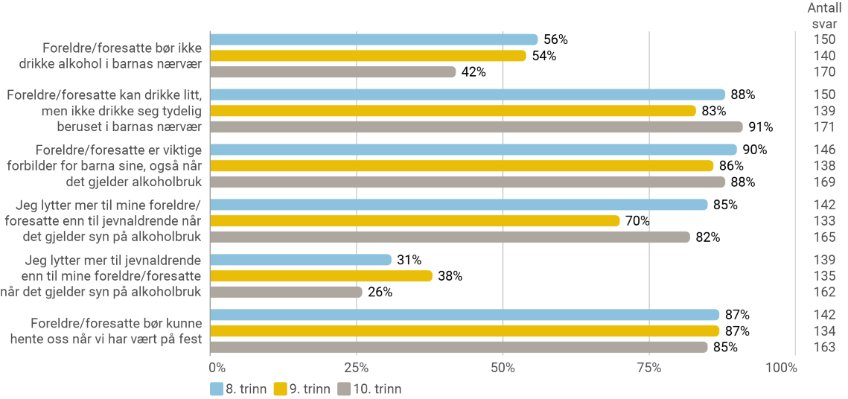 Antall
svar
Foreldre/foresatte bør ikke
drikke alkohol i barnas nærvær
56% 150
54% 140
42% 170
Foreldre/foresatte kan drikke litt,
men ikke drikke seg tydelig
beruset i barnas nærvær
88% 150
83% 139
91% 171
Foreldre/foresatte er viktige
forbilder for barna sine, også når
det gjelder alkoholbruk
90% 146
86% 138
88% 169
Jeg lytter mer til mine foreldre/
foresatte enn til jevnaldrende når
det gjelder syn på alkoholbruk
85% 142
70% 133
82% 165
Jeg lytter mer til jevnaldrende
enn til mine foreldre/foresatte
når det gjelder syn på alkoholbruk
31% 139
38% 135
26% 162
Foreldre/foresatte bør kunne
hente oss når vi har vært på fest
87% 142
87% 134
85% 163
0% 25% 50% 75% 100%
8. trinn 9. trinn 10. trinn